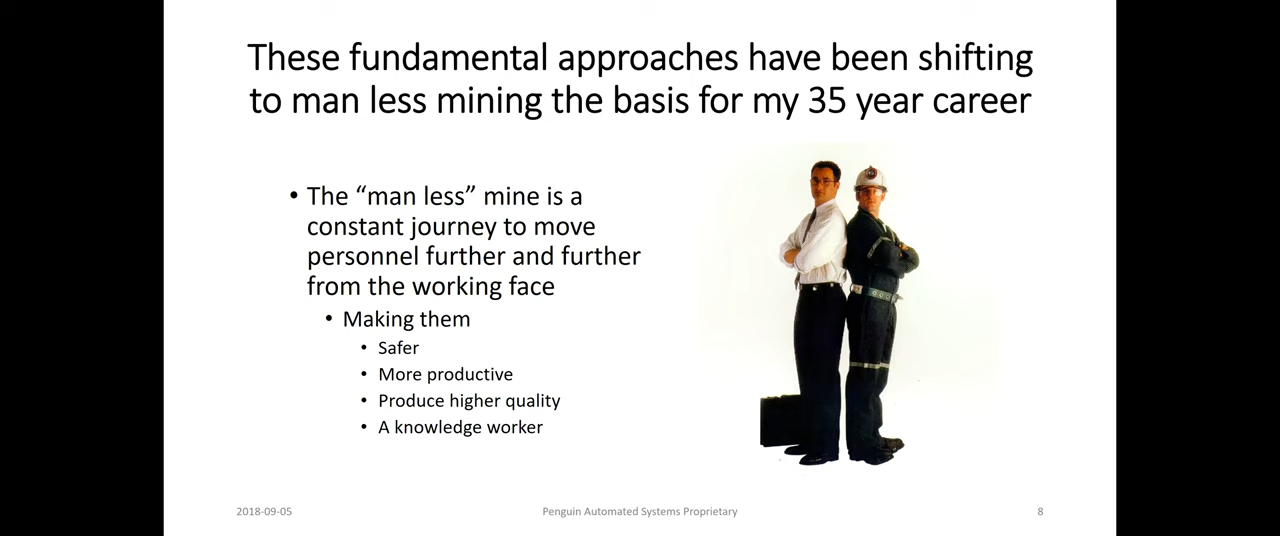 These fundamental approaches have been shifting
to man less mining the basis for my 35 year career
• The “man less” mine is a
constant journey to move
personnel further and further
from the working face
• Making them
• Safer
• More productive
• Produce higher quality
• A knowledge worker
2018-09-05
Penguin Automated Systems Proprietary
8